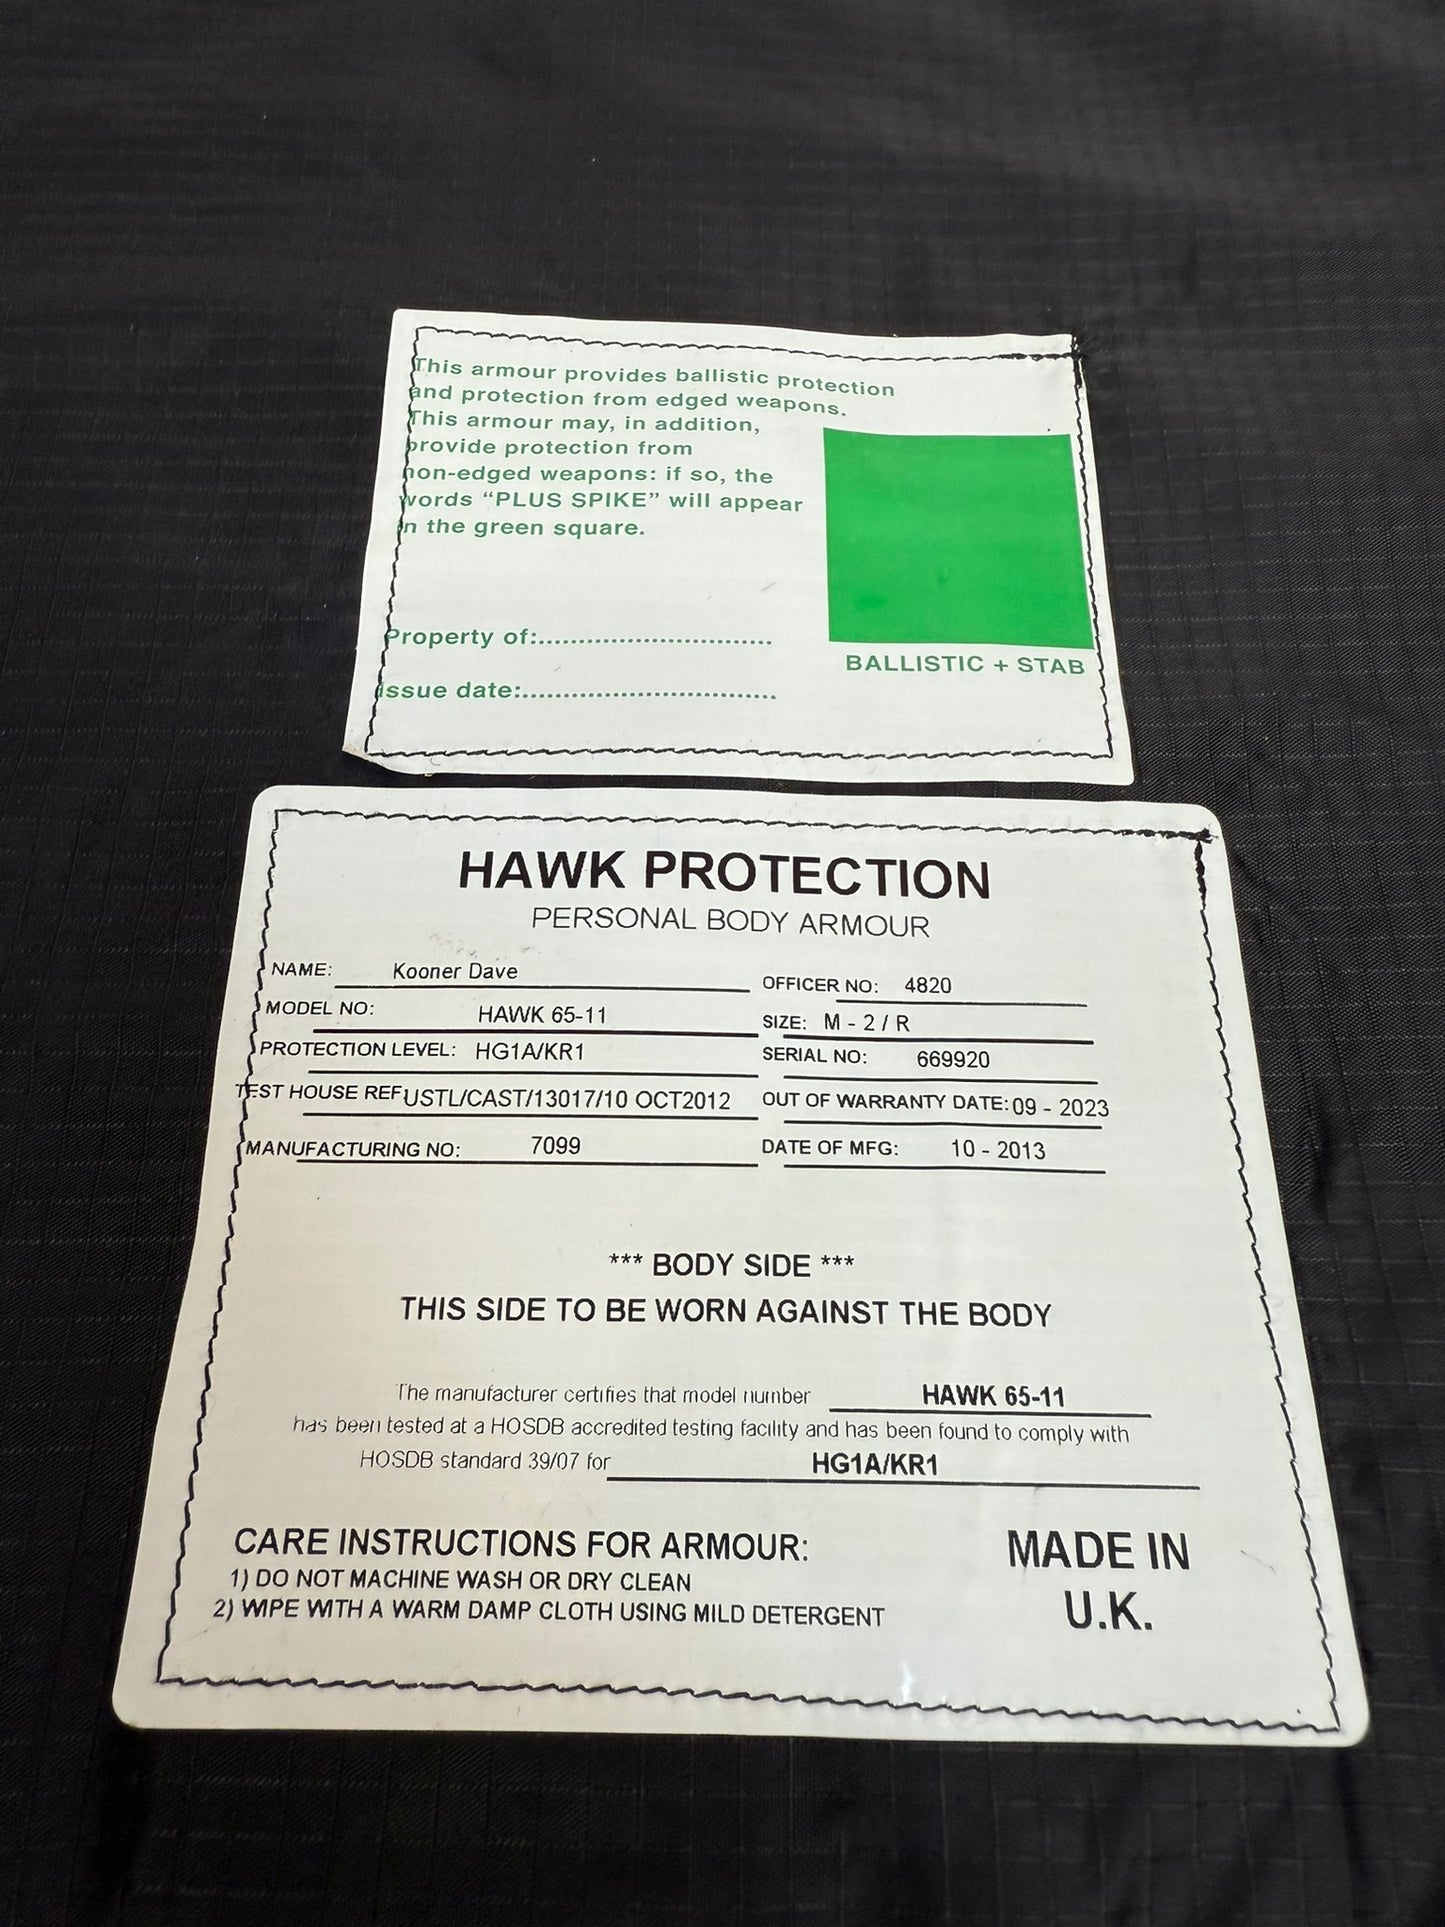 This armour provides ballistic protection
and protection from edged weapons.
This armour may, in addition,
provide protection from
non-edged weapons: if so, the
words “PLUS SPIKE” will appear
in the green square.
Property of:.............................
Issue date:................................
BALLISTIC + STAB
HAWK PROTECTION
PERSONAL BODY ARMOUR
NAME: Kooner Dave OFFICER NO: 4820
MODEL NO: HAWK 65-11 SIZE: M - 2 / R
PROTECTION LEVEL: HG1A/KR1 SERIAL NO: 669920
TEST HOUSE REF USTL/CAST/13017/10 OCT2012 OUT OF WARRANTY DATE: 09 - 2023
MANUFACTURING NO: 7099 DATE OF MFG: 10 - 2013
*** BODY SIDE ***
THIS SIDE TO BE WORN AGAINST THE BODY
The manufacturer certifies that model number HAWK 65-11
has been tested at a HOSDB accredited testing facility and has been found to comply with
HOSDB standard 39/07 for HG1A/KR1
CARE INSTRUCTIONS FOR ARMOUR:
1) DO NOT MACHINE WASH OR DRY CLEAN
2) WIPE WITH A WARM DAMP CLOTH USING MILD DETERGENT
MADE IN
U.K.